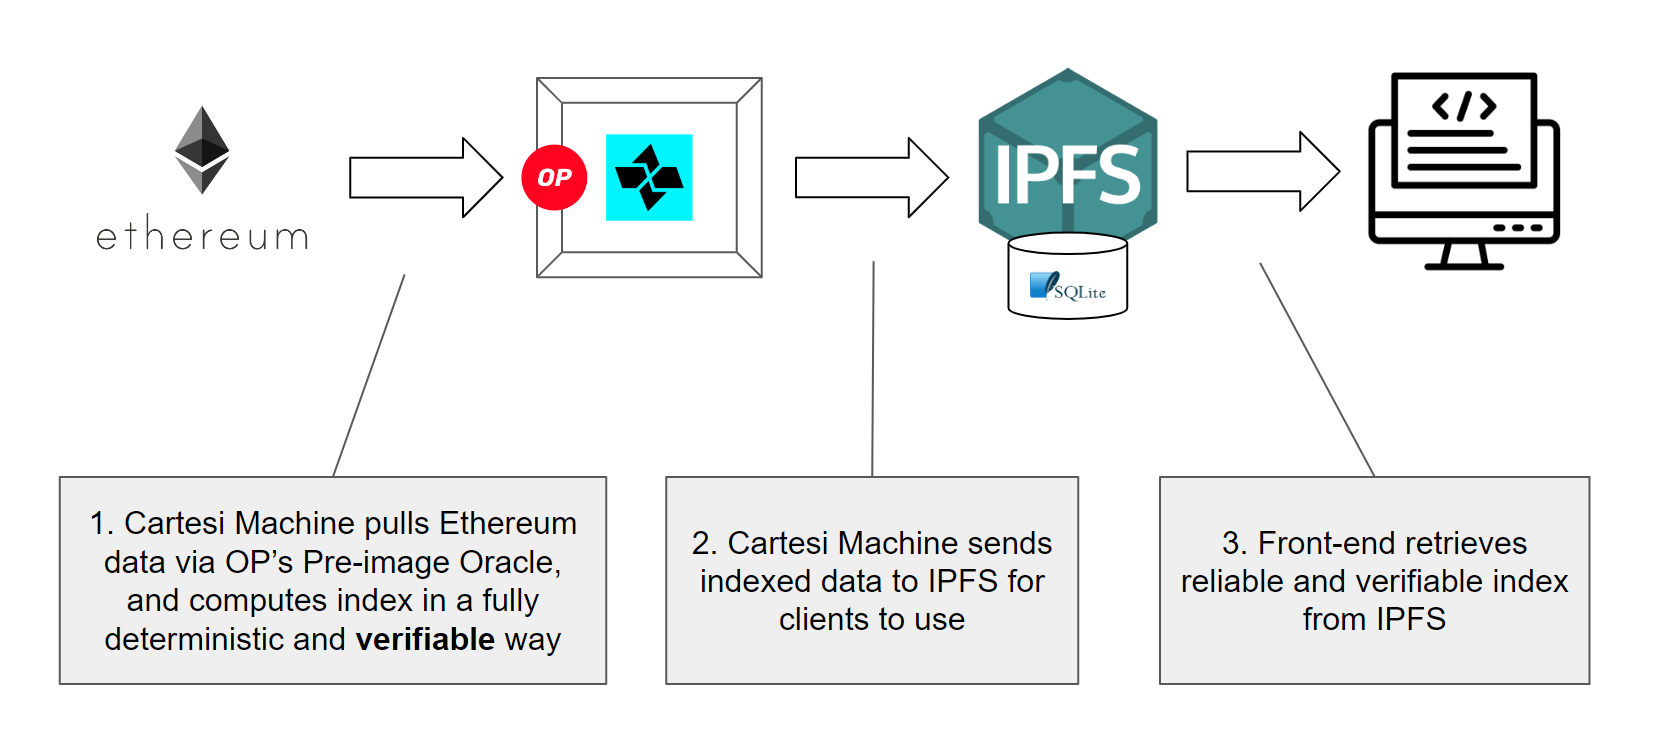 ethereum
OP
IPFS
SQLite
</>
1. Cartesi Machine pulls Ethereum
data via OP’s Pre-image Oracle,
and computes index in a fully
deterministic and verifiable way
2. Cartesi Machine sends
indexed data to IPFS for
clients to use
3. Front-end retrieves
reliable and verifiable index
from IPFS